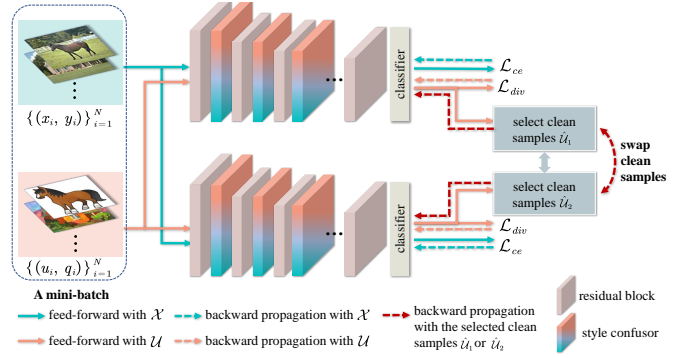 {(x_i, y_i)}_{i=1}^N
{(u_i, q_i)}_{i=1}^N
A mini-batch
...
classifier
ℒ_ce
ℒ_div
select clean
samples 𝒰̂_1
swap
clean
samples
select clean
samples 𝒰̂_2
...
classifier
ℒ_div
ℒ_ce
feed-forward with 𝒳
backward propagation with 𝒳
feed-forward with 𝒰
backward propagation with 𝒰
backward propagation
with the selected clean
samples 𝒰̂_1 or 𝒰̂_2
residual block
style confusor